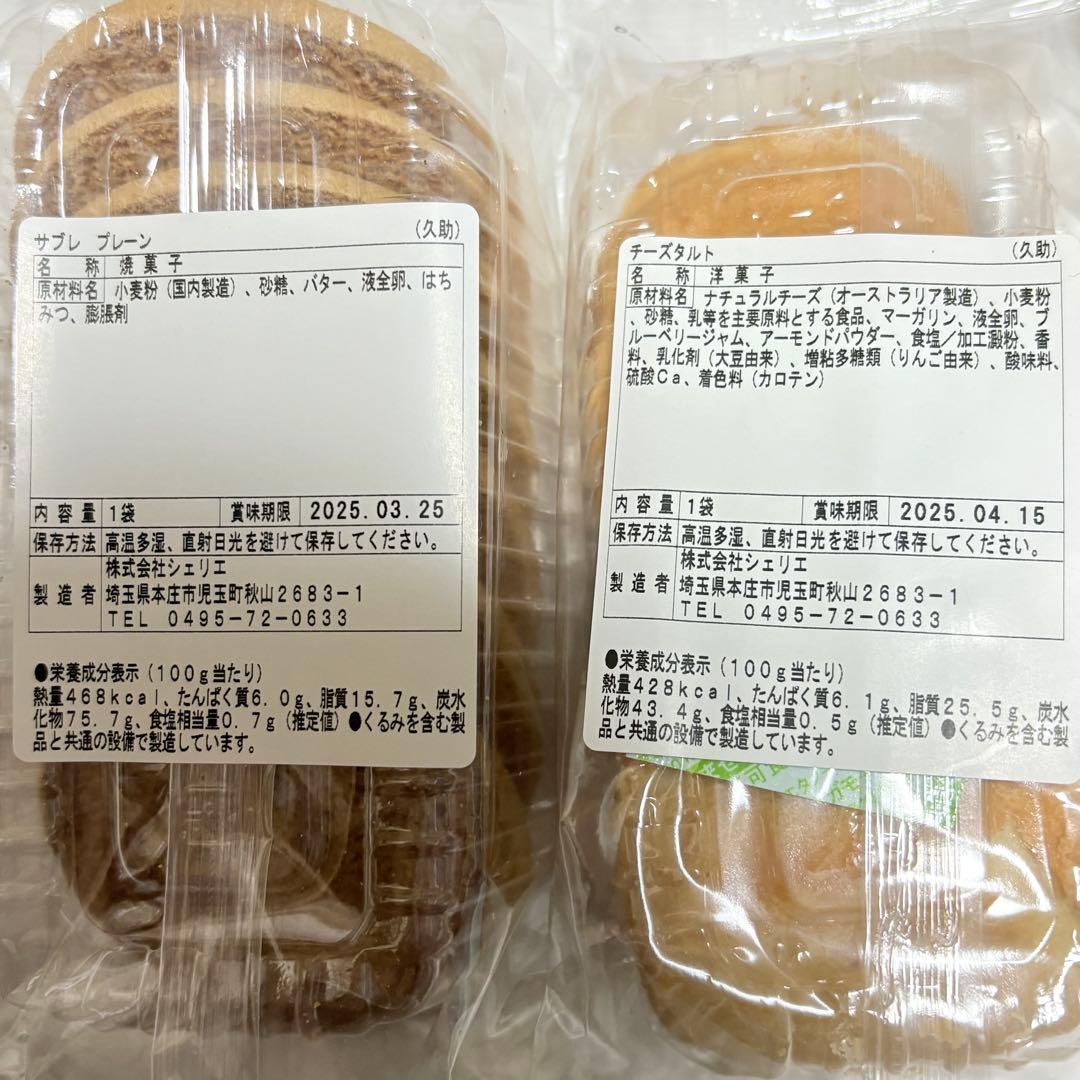 サブレ　プレーン　（久助）
名　称　焼菓子
原材料名　小麦粉（国内製造）、砂糖、バター、液全卵、はち
みつ、膨脹剤
内容量　1袋　賞味期限　2025.03.25
保存方法　高温多湿、直射日光を避けて保存してください。
製造者　株式会社シェリエ
埼玉県本庄市児玉町秋山２６８３－１
ＴＥＬ　０４９５－７２－０６３３
●栄養成分表示（１００ｇ当たり）
熱量４６８ｋｃａｌ、たんぱく質６．０ｇ、脂質１５．７ｇ、炭水
化物７５．７ｇ、食塩相当量０．７ｇ（推定値）●くるみを含む製
品と共通の設備で製造しています。
チーズタルト　（久助）
名　称　洋菓子
原材料名　ナチュラルチーズ（オーストラリア製造）、小麦粉
、砂糖、乳等を主要原料とする食品、マーガリン、液全卵、ブ
ルーベリージャム、アーモンドパウダー、食塩／加工澱粉、香
料、乳化剤（大豆由来）、増粘多糖類（りんご由来）、酸味料、
硫酸Ｃａ、着色料（カロテン）
内容量　1袋　賞味期限　2025.04.15
保存方法　高温多湿、直射日光を避けて保存してください。
製造者　株式会社シェリエ
埼玉県本庄市児玉町秋山２６８３－１
ＴＥＬ　０４９５－７２－０６３３
●栄養成分表示（１００ｇ当たり）
熱量４２８ｋｃａｌ、たんぱく質６．１ｇ、脂質２５．５ｇ、炭水
化物４３．４ｇ、食塩相当量０．５ｇ（推定値）●くるみを含む製
品と共通の設備で製造しています。